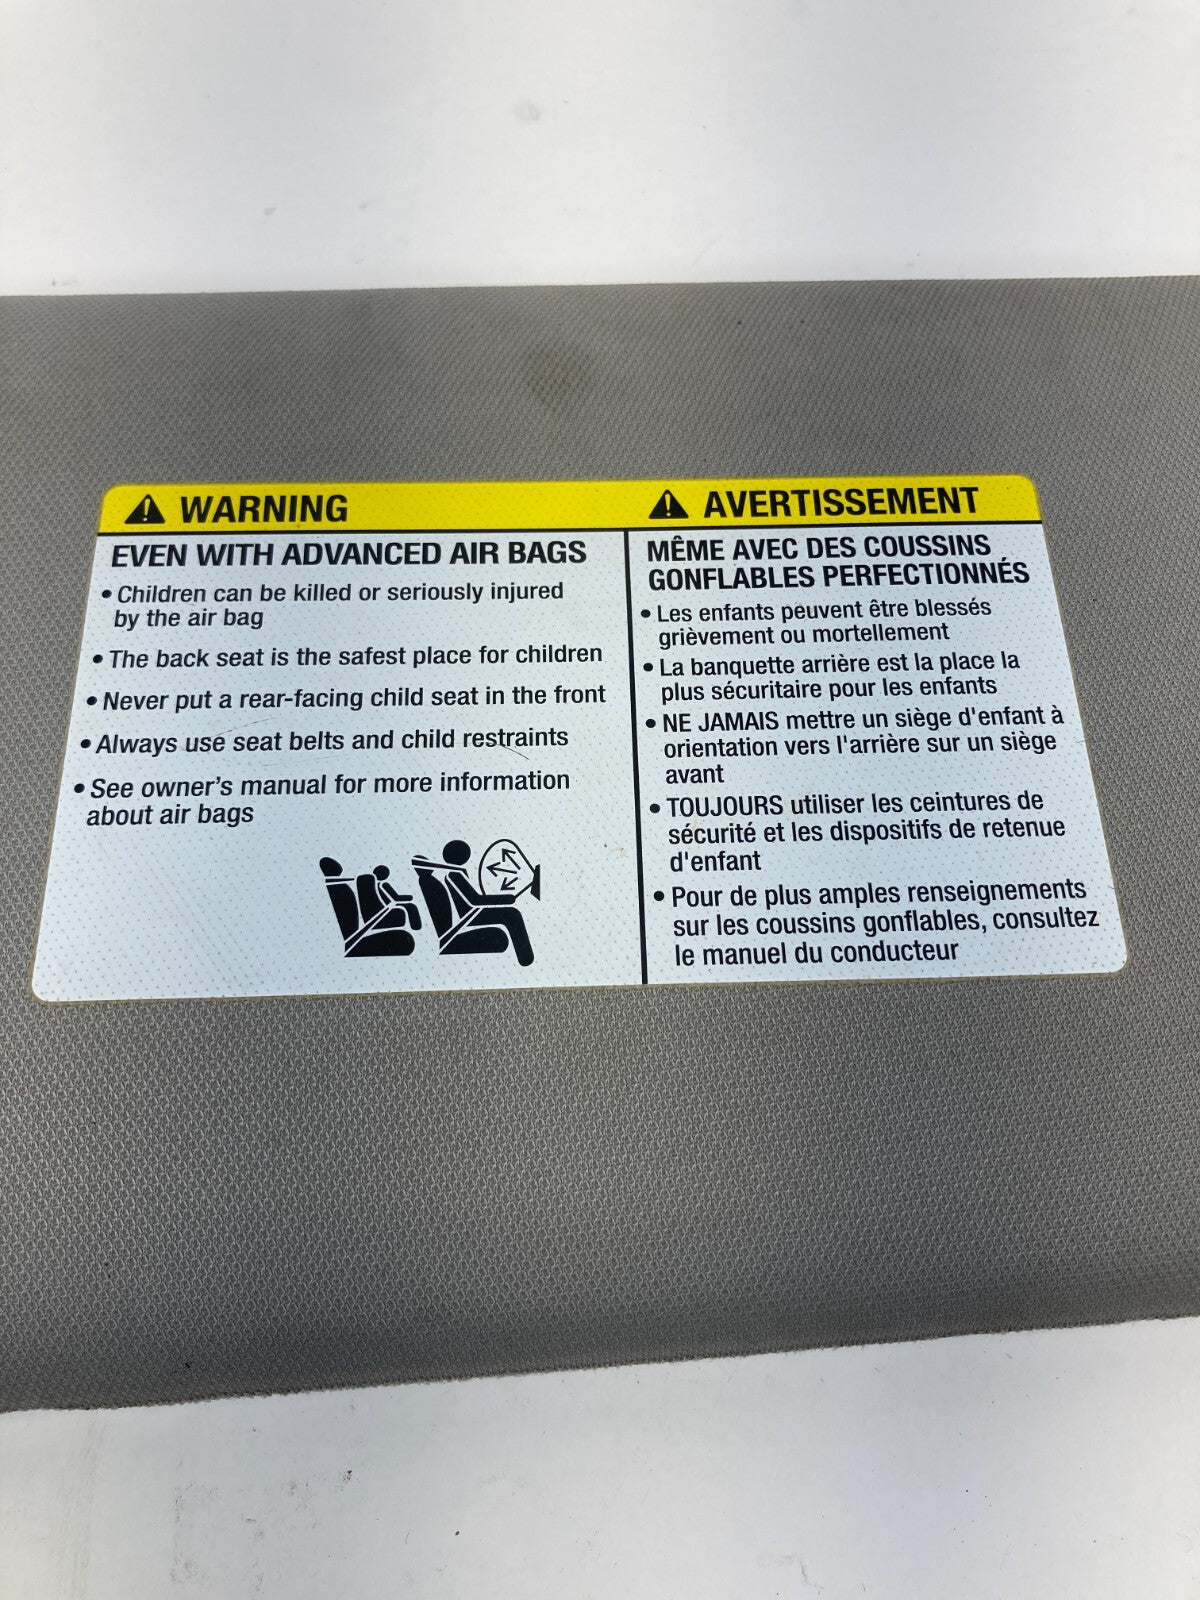 WARNING
EVEN WITH ADVANCED AIR BAGS
• Children can be killed or seriously injured
by the air bag
• The back seat is the safest place for children
• Never put a rear-facing child seat in the front
• Always use seat belts and child restraints
• See owner's manual for more information
about air bags
AVERTISSEMENT
MÊME AVEC DES COUSSINS
GONFLABLES PERFECTIONNÉS
• Les enfants peuvent être blessés
grièvement ou mortellement
• La banquette arrière est la place la
plus sécuritaire pour les enfants
• NE JAMAIS mettre un siège d'enfant à
orientation vers l'arrière sur un siège
avant
• TOUJOURS utiliser les ceintures de
sécurité et les dispositifs de retenue
d'enfant
• Pour de plus amples renseignements
sur les coussins gonflables, consultez
le manuel du conducteur